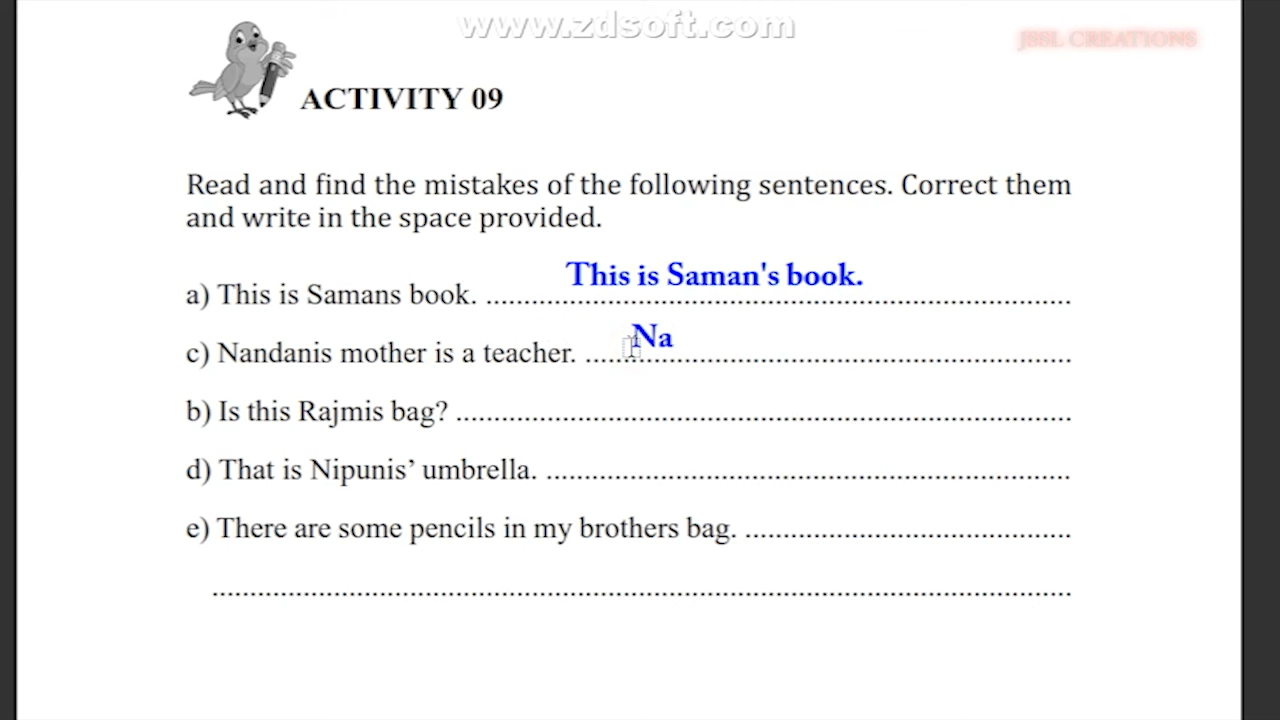 www.zdsoft.com
JSSL CREATIONS
ACTIVITY 09
Read and find the mistakes of the following sentences. Correct them
and write in the space provided.
This is Saman's book.
a) This is Samans book. ................................................................................
Na
c) Nandanis mother is a teacher. ................................................................
b) Is this Rajmis bag? .................................................................................
d) That is Nipunis’ umbrella. .....................................................................
e) There are some pencils in my brothers bag. ...........................................
.................................................................................................................